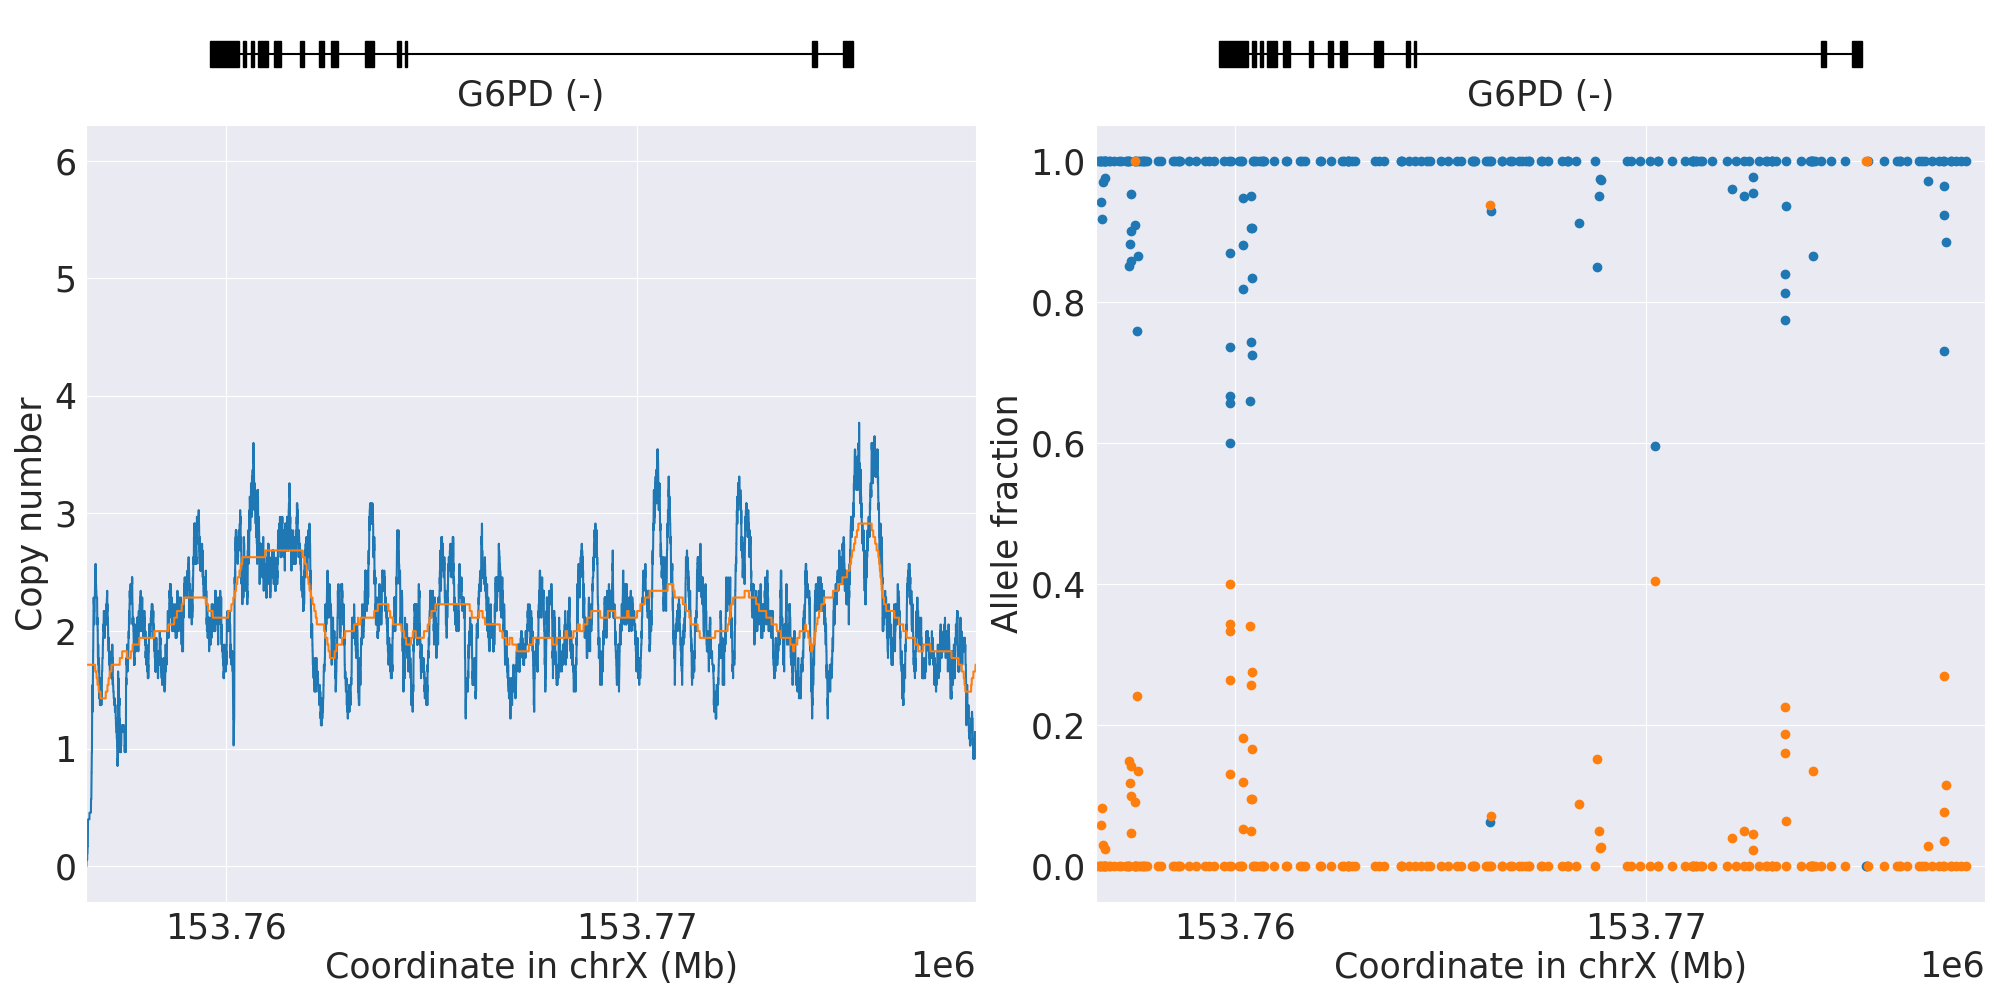 G6PD (-)
G6PD (-)
Copy number
6
5
4
3
2
1
0
153.76
153.77
Coordinate in chrX (Mb)
1e6
Allele fraction
1.0
0.8
0.6
0.4
0.2
0.0
153.76
153.77
Coordinate in chrX (Mb)
1e6